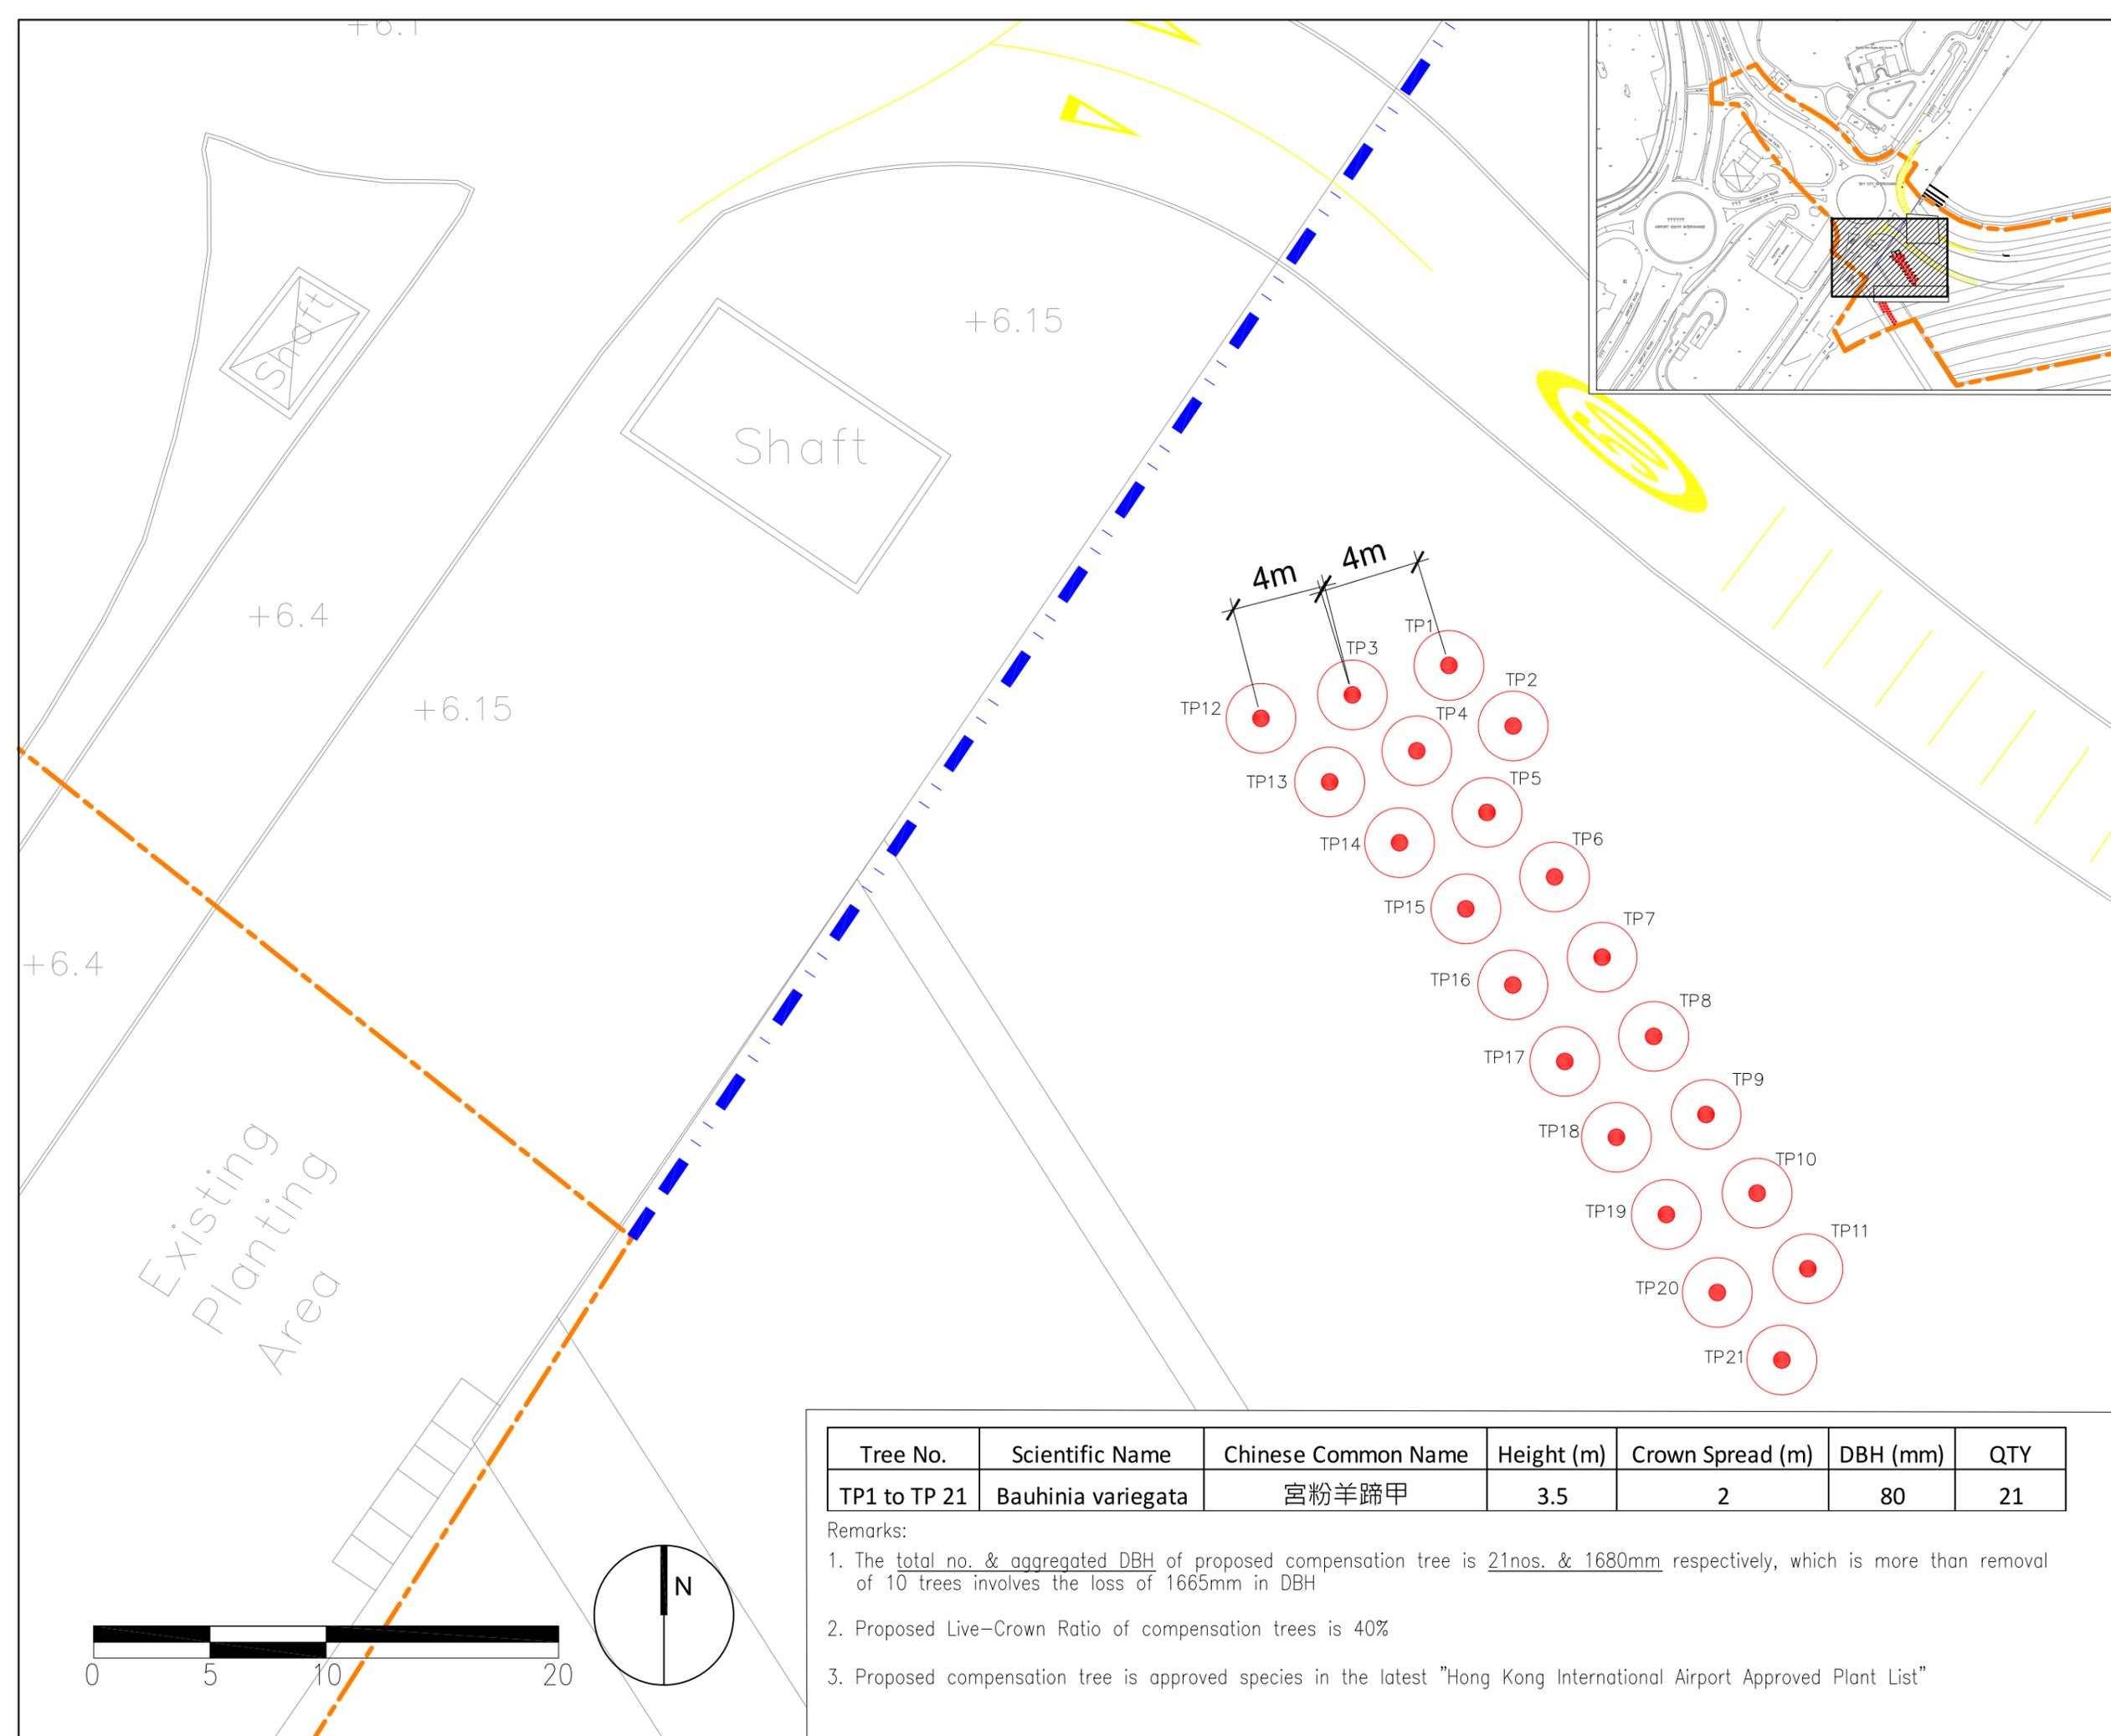 +6.1
Shaft
+6.15
Shaft
+6.4
+6.15
+6.4
4m
4m
TP1
TP3
TP2
TP12
TP4
TP13
TP5
TP14
TP6
TP15
TP7
TP16
TP8
TP17
TP9
TP18
TP10
TP19
TP11
TP20
TP21
Existing
Planting
Area
0 5 10 20
N
Tree No. Scientific Name Chinese Common Name Height (m) Crown Spread (m) DBH (mm) QTY
TP1 to TP 21 Bauhinia variegata 宮粉羊蹄甲 3.5 2 80 21
Remarks:
1. The total no. & aggregated DBH of proposed compensation tree is 21nos. & 1680mm respectively, which is more than removal
of 10 trees involves the loss of 1665mm in DBH
2. Proposed Live-Crown Ratio of compensation trees is 40%
3. Proposed compensation tree is approved species in the latest "Hong Kong International Airport Approved Plant List"